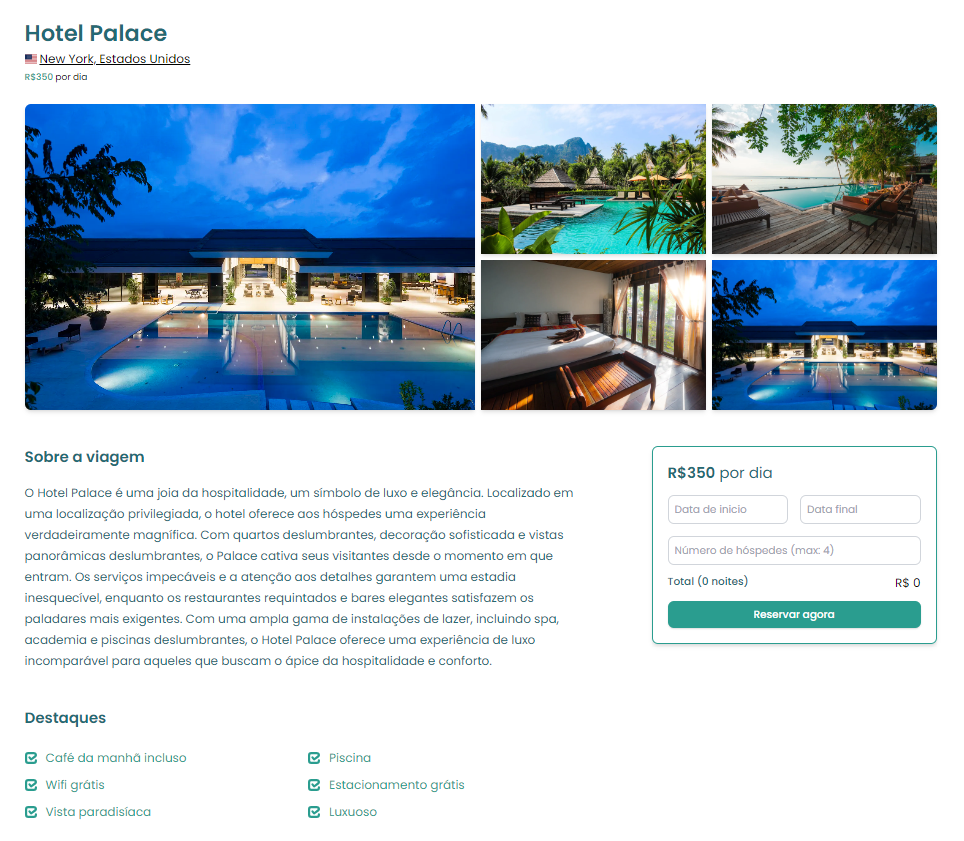 Hotel Palace
New York, Estados Unidos
R$350 por dia
Sobre a viagem
O Hotel Palace é uma joia da hospitalidade, um símbolo de luxo e elegância. Localizado em
uma localização privilegiada, o hotel oferece aos hóspedes uma experiência
verdadeiramente magnífica. Com quartos deslumbrantes, decoração sofisticada e vistas
panorâmicas deslumbrantes, o Palace cativa seus visitantes desde o momento em que
entram. Os serviços impecáveis e a atenção aos detalhes garantem uma estadia
inesquecível, enquanto os restaurantes requintados e bares elegantes satisfazem os
paladares mais exigentes. Com uma ampla gama de instalações de lazer, incluindo spa,
academia e piscinas deslumbrantes, o Hotel Palace oferece uma experiência de luxo
incomparável para aqueles que buscam o ápice da hospitalidade e conforto.
R$350 por dia
Data de início
Data final
Número de hóspedes (max: 4)
Total (0 noites)
R$ 0
Reservar agora
Destaques
Café da manhã incluso
Piscina
Wifi grátis
Estacionamento grátis
Vista paradisíaca
Luxuoso